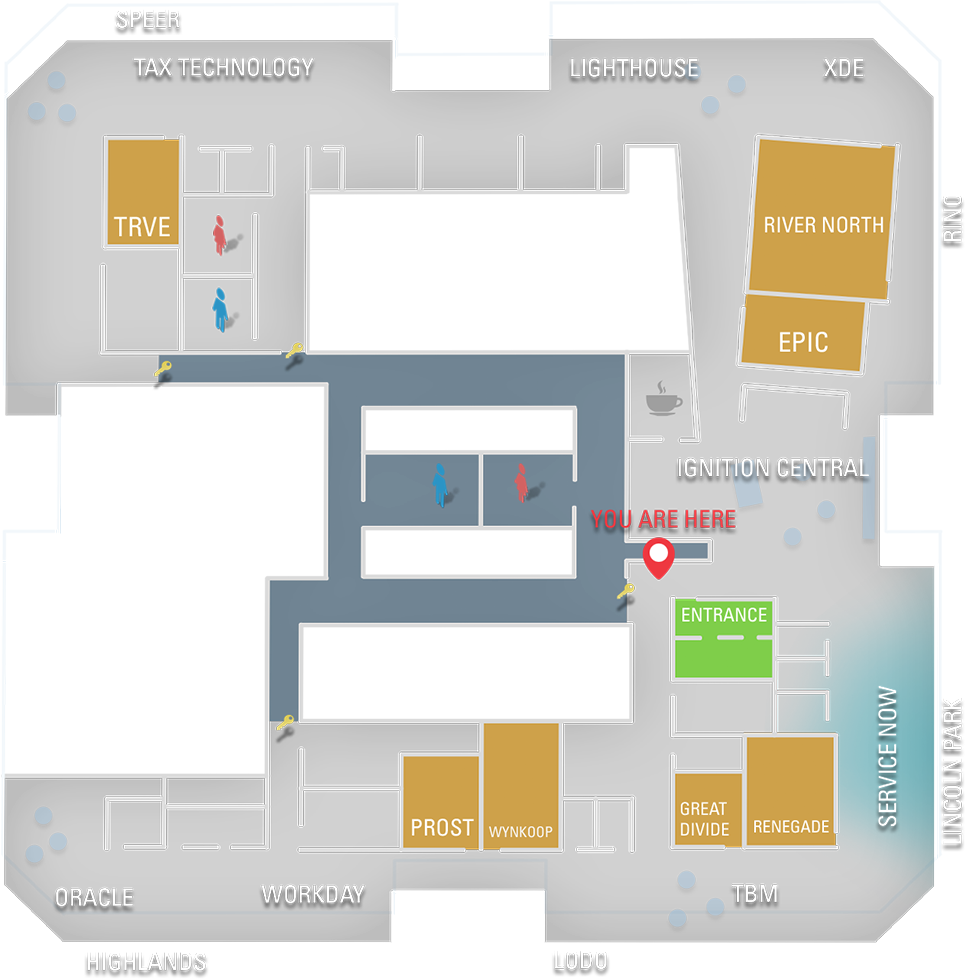 SPEER
TAX TECHNOLOGY
LIGHTHOUSE
XDE
TRVE
RIVER NORTH
RINO
EPIC
IGNITION CENTRAL
YOU ARE HERE
ENTRANCE
SERVICE NOW
LINCOLN PARK
PROST
WYNKOOP
GREAT
DIVIDE
RENEGADE
ORACLE
WORKDAY
TBM
HIGHLANDS
LODO